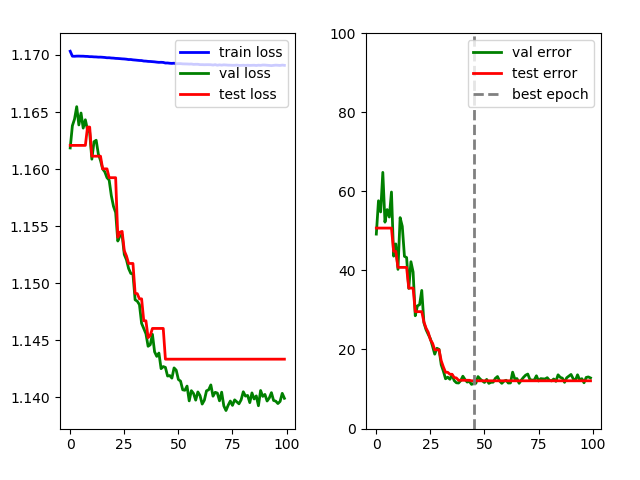 train loss
val loss
test loss
1.170
1.165
1.160
1.155
1.150
1.145
1.140
0 25 50 75 100
val error
test error
best epoch
100
80
60
40
20
0
0 25 50 75 100